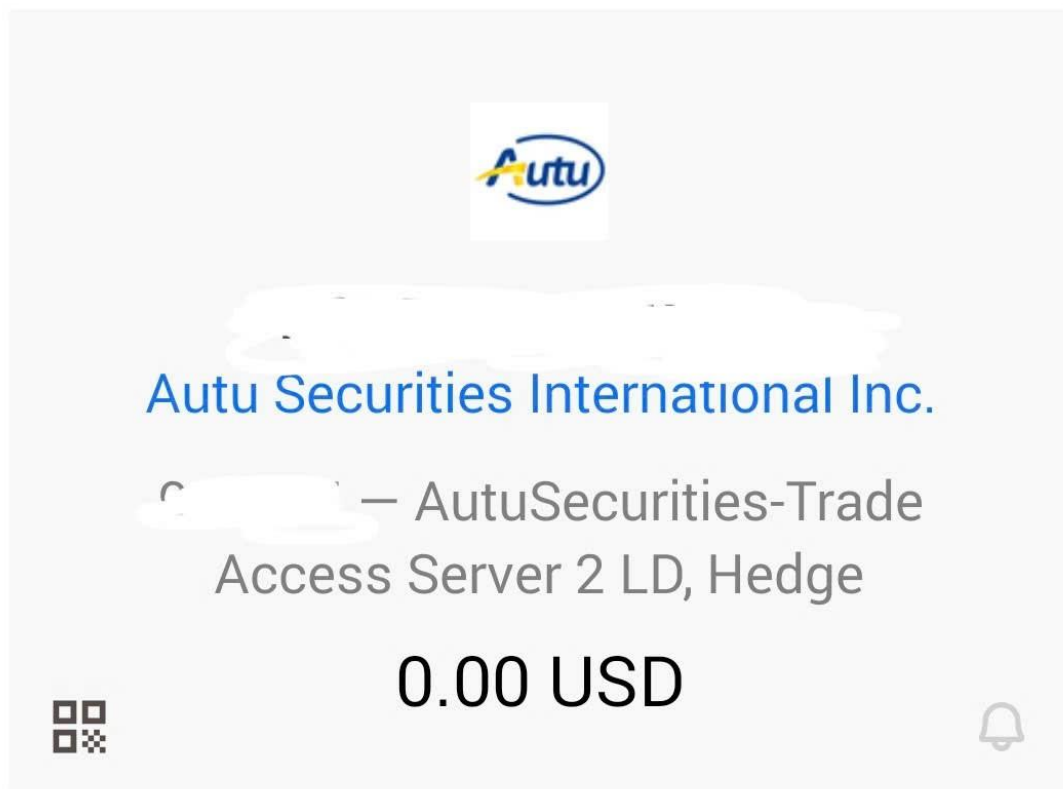 Autu
Autu Securities International Inc.
— AutuSecurities-Trade
Access Server 2 LD, Hedge
0.00 USD